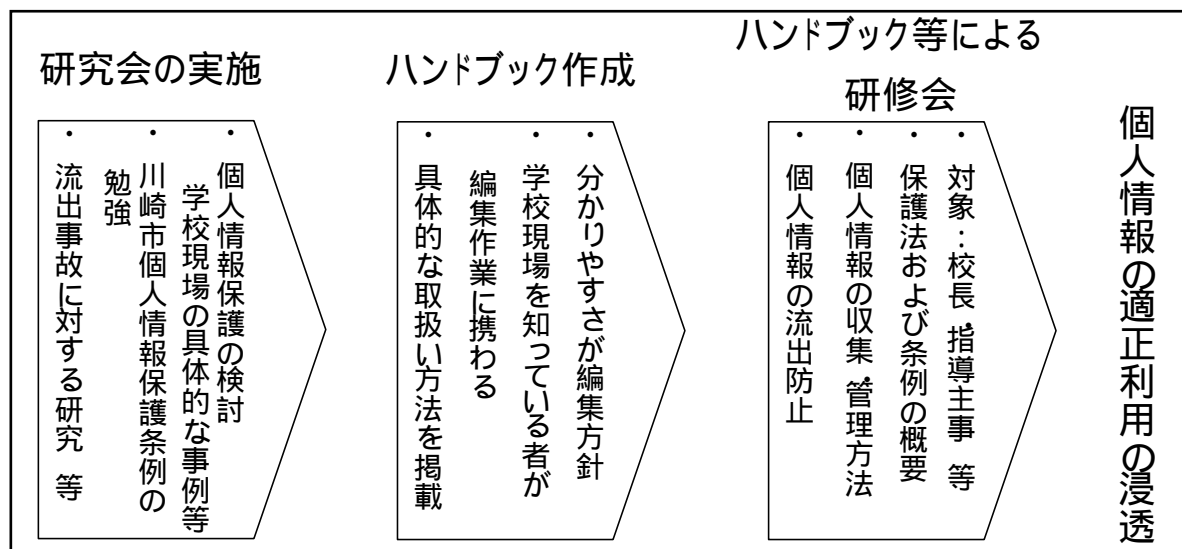 研究会の実施
・個人情報保護の検討
学校現場の具体的な事例等
・川崎市個人情報保護条例の
勉強
・流出事故に対する研究 等
ハンドブック作成
・分かりやすさが編集方針
・学校現場を知っている者が
編集作業に携わる
・具体的な取扱い方法を掲載
ハンドブック等による
研修会
・対象：校長・指導主事 等
・保護法および条例の概要
・個人情報の収集・管理方法
・個人情報の流出防止
個人情報の適正利用の浸透